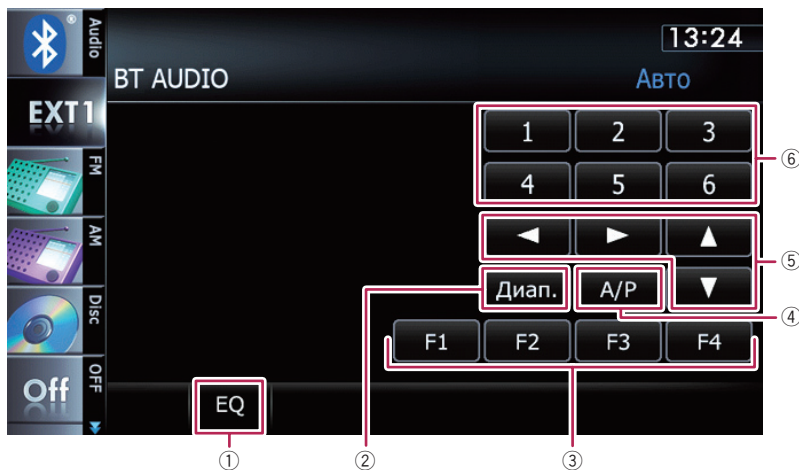 Audio
13:24
BT AUDIO
Авто
EXT1
1 2 3
⑥
FM
4 5 6
AM
⑤
Диап. A/P
② ④
Disc
F1 F2 F3 F4
Off
OFF
EQ
① ② ③